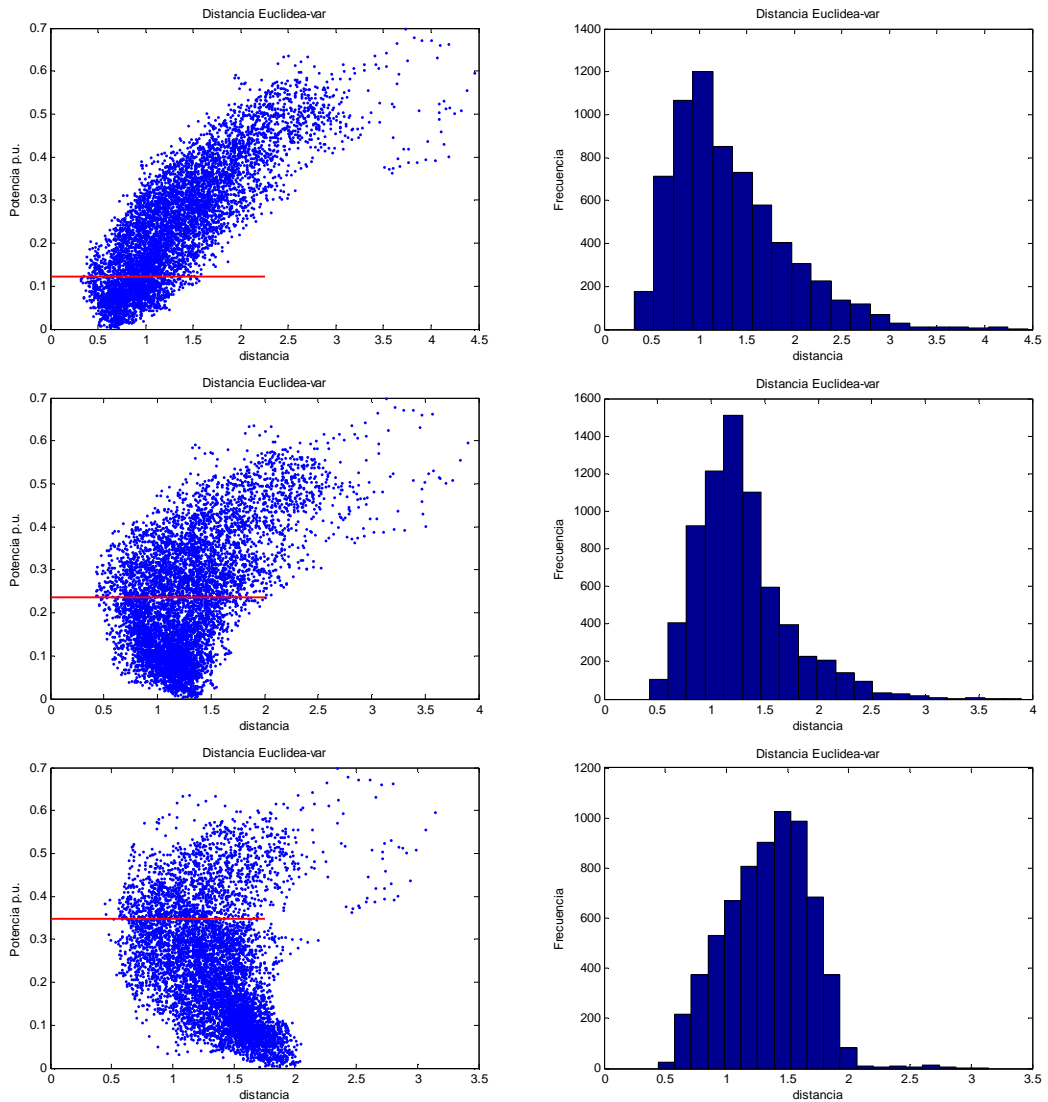 Distancia Euclidea-var
Potencia p.u.
0.7
0.6
0.5
0.4
0.3
0.2
0.1
0
0 0.5 1 1.5 2 2.5 3 3.5 4 4.5
distancia
Distancia Euclidea-var
Frecuencia
1400
1200
1000
800
600
400
200
0
0 0.5 1 1.5 2 2.5 3 3.5 4 4.5
distancia
Distancia Euclidea-var
Potencia p.u.
0.7
0.6
0.5
0.4
0.3
0.2
0.1
0
0 0.5 1 1.5 2 2.5 3 3.5 4
distancia
Distancia Euclidea-var
Frecuencia
1600
1400
1200
1000
800
600
400
200
0
0 0.5 1 1.5 2 2.5 3 3.5 4
distancia
Distancia Euclidea-var
Potencia p.u.
0.7
0.6
0.5
0.4
0.3
0.2
0.1
0
0 0.5 1 1.5 2 2.5 3 3.5
distancia
Distancia Euclidea-var
Frecuencia
1200
1000
800
600
400
200
0
0 0.5 1 1.5 2 2.5 3 3.5
distancia